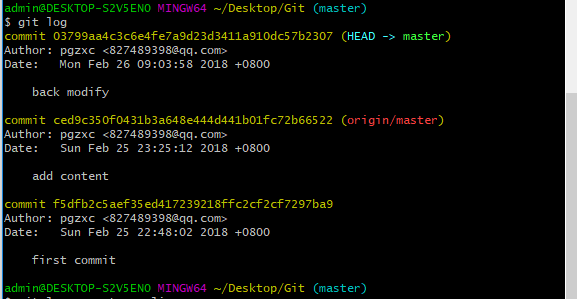 admin@DESKTOP-S2V5ENO MINGW64 ~/Desktop/Git (master)
$ git log
commit 03799aa4c3c6e4fe7a9d23d3411a910dc57b2307 (HEAD -> master)
Author: pgzxc <827489398@qq.com>
Date:   Mon Feb 26 09:03:58 2018 +0800
back modify
commit ced9c350f0431b3a648e444d441b01fc72b66522 (origin/master)
Author: pgzxc <827489398@qq.com>
Date:   Sun Feb 25 23:25:12 2018 +0800
add content
commit f5dfb2c5aef35ed417239218ffc2cf2cf7297ba9
Author: pgzxc <827489398@qq.com>
Date:   Sun Feb 25 22:48:02 2018 +0800
first commit
admin@DESKTOP-S2V5ENO MINGW64 ~/Desktop/Git (master)